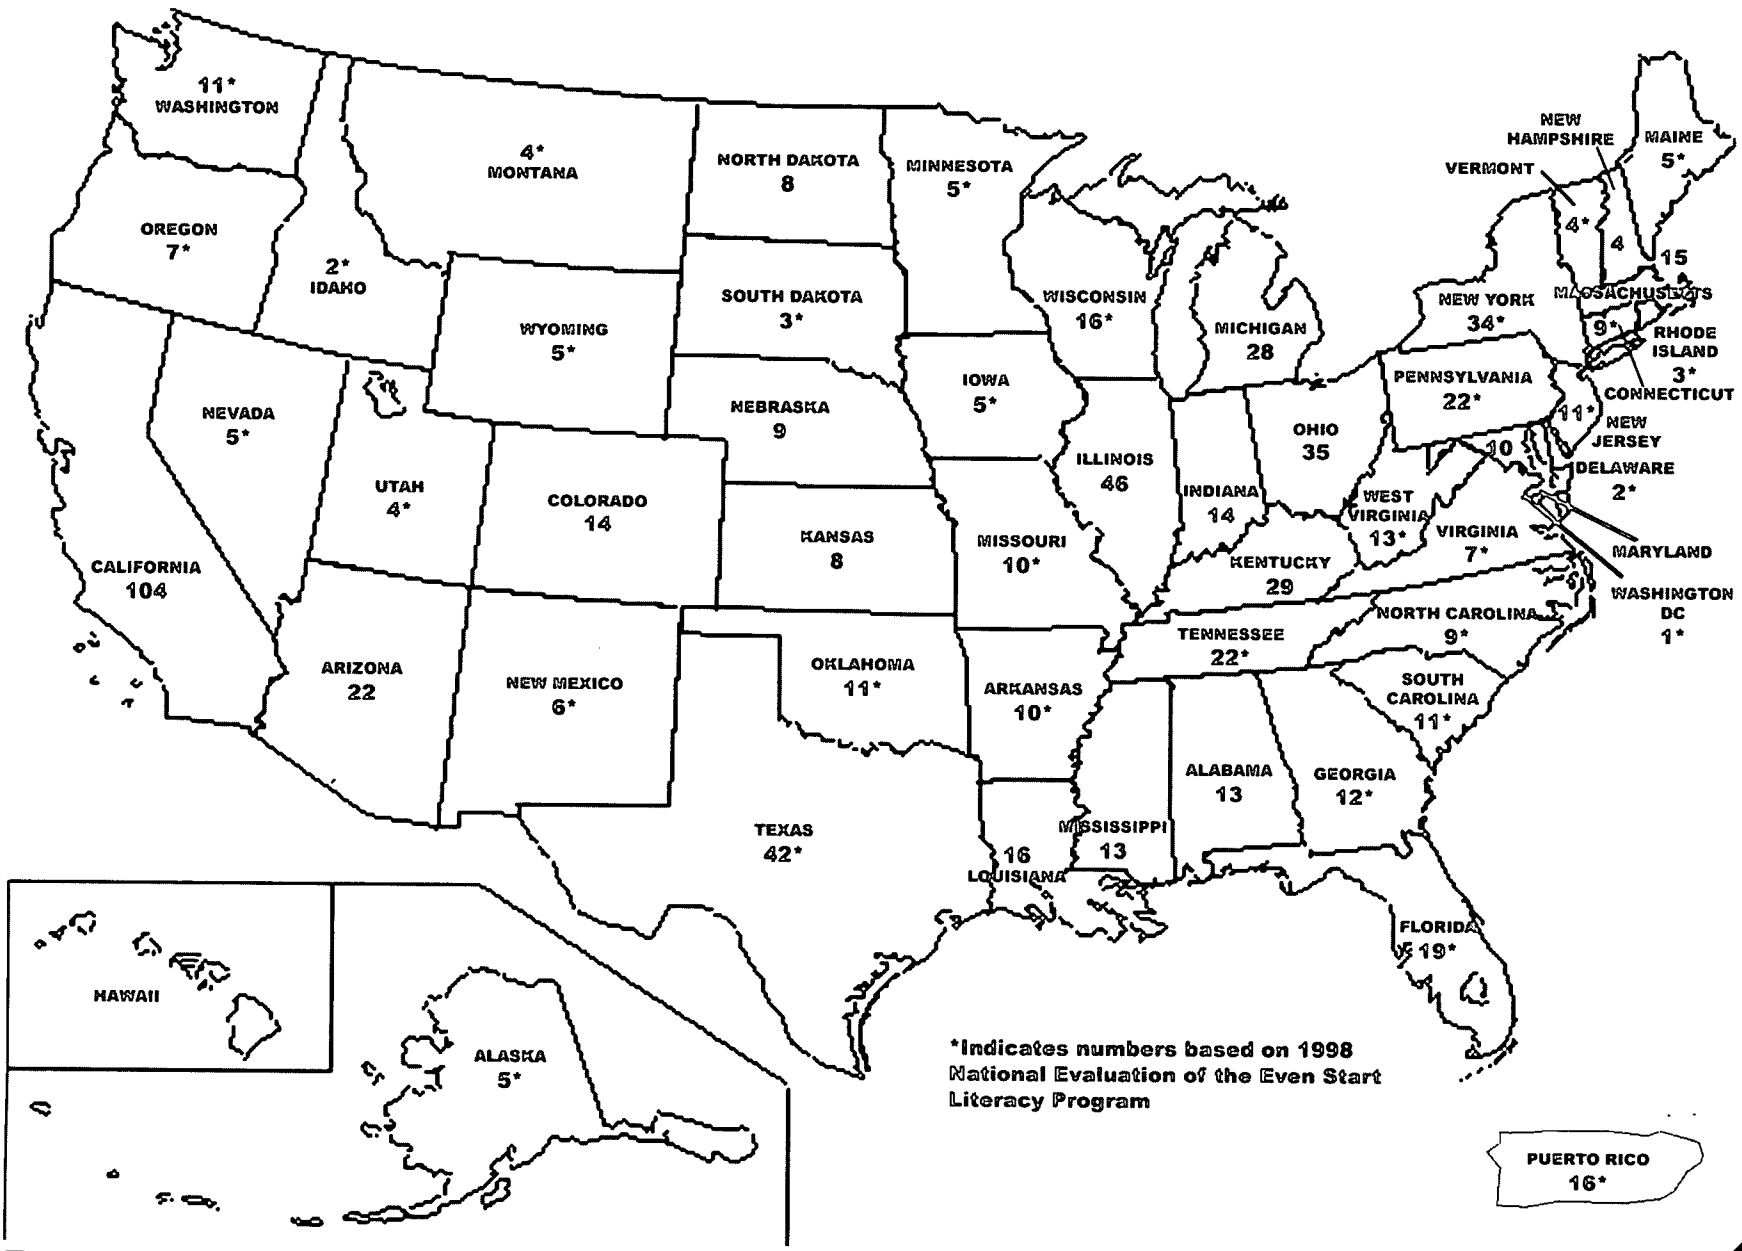 11*
WASHINGTON
4*
MONTANA
NORTH DAKOTA
8
MINNESOTA
5*
NEW
HAMPSHIRE
VERMONT
MAINE
5*
OREGON
7*
2*
IDAHO
4*
4
15
WYOMING
5*
SOUTH DAKOTA
3*
WISCONSIN
16*
MICHIGAN
28
NEW YORK
34*
MASSACHUSETTS
9*
RHODE
ISLAND
3*
CONNECTICUT
NEVADA
5*
NEBRASKA
9
IOWA
5*
PENNSYLVANIA
22*
11*
NEW
JERSEY
OHIO
35
10
DELAWARE
2*
UTAH
4*
COLORADO
14
ILLINOIS
46
INDIANA
14
WEST
VIRGINIA
13*
VIRGINIA
7*
MARYLAND
WASHINGTON
DC
1*
CALIFORNIA
104
KANSAS
8
MISSOURI
10*
KENTUCKY
29
NORTH CAROLINA
9*
TENNESSEE
22*
ARIZONA
22
NEW MEXICO
6*
OKLAHOMA
11*
ARKANSAS
10*
SOUTH
CAROLINA
11*
ALABAMA
13
GEORGIA
12*
TEXAS
42*
MISSISSIPPI
13
16
LOUISIANA
FLORIDA
19*
HAWAII
ALASKA
5*
*Indicates numbers based on 1998
National Evaluation of the Even Start
Literacy Program
PUERTO RICO
16*